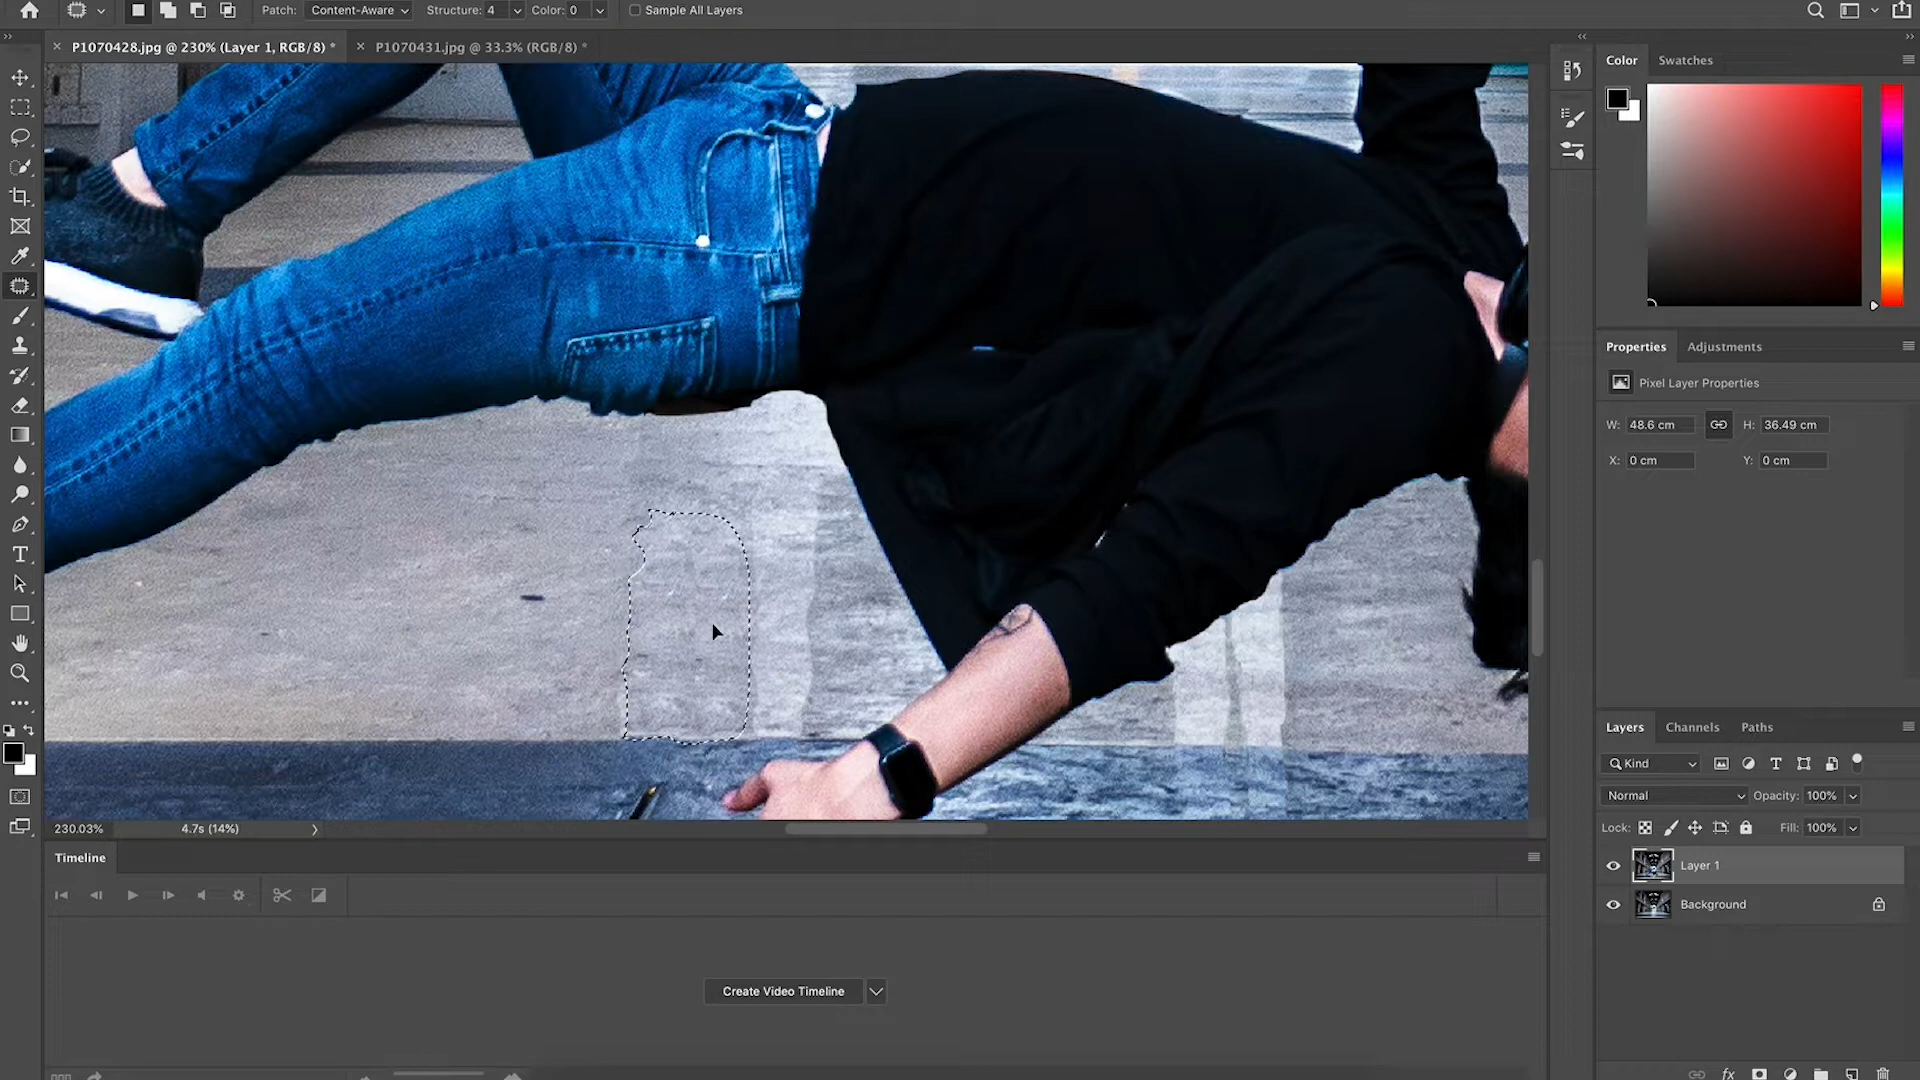 Patch: Content-Aware Structure: 4 Color: 0 Sample All Layers
P1070428.jpg @ 230% (Layer 1, RGB/8) *
P1070431.jpg @ 33.3% (RGB/8) *
Color Swatches
Properties Adjustments
Pixel Layer Properties
W: 48.6 cm H: 36.49 cm
X: 0 cm Y: 0 cm
Layers Channels Paths
Kind
Normal Opacity: 100%
Lock: Fill: 100%
Layer 1
Background
230.03% 4.7s (14%)
Timeline
Create Video Timeline
fx